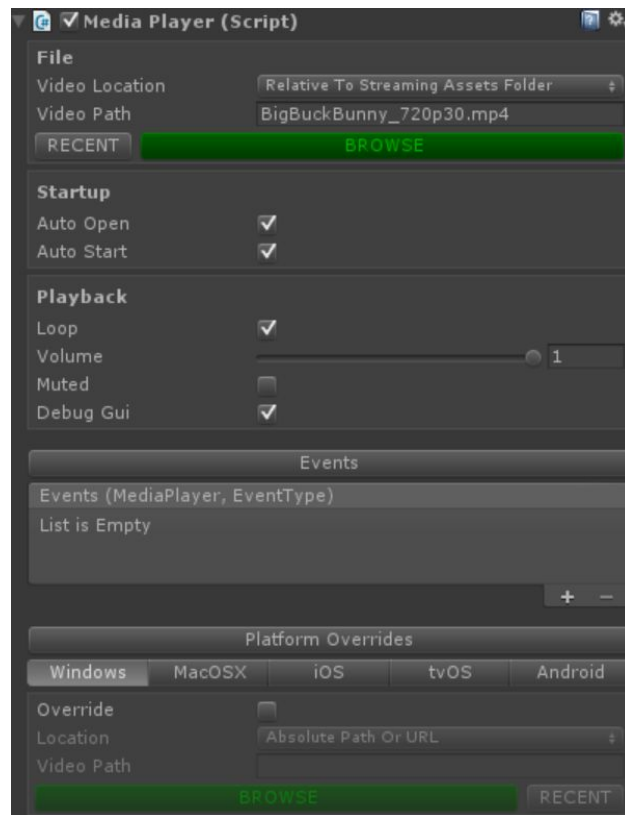 Media Player (Script)
File
Video Location Relative To Streaming Assets Folder
Video Path BigBuckBunny_720p30.mp4
RECENT BROWSE
Startup
Auto Open
Auto Start
Playback
Loop
Volume 1
Muted
Debug Gui
Events
Events (MediaPlayer, EventType)
List is Empty
+ −
Platform Overrides
Windows MacOSX iOS tvOS Android
Override
Location Absolute Path Or URL
Video Path
BROWSE RECENT